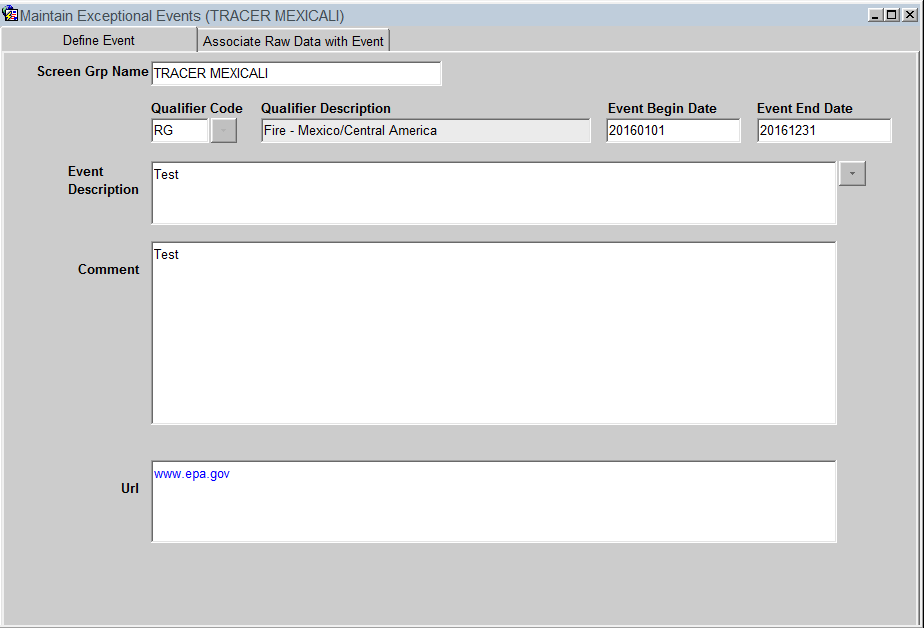 Maintain Exceptional Events (TRACER MEXICALI)
Define Event Associate Raw Data with Event
Screen Grp Name TRACER MEXICALI
Qualifier Code Qualifier Description Event Begin Date Event End Date
RG Fire - Mexico/Central America 20160101 20161231
Event Description Test
Comment Test
Url www.epa.gov